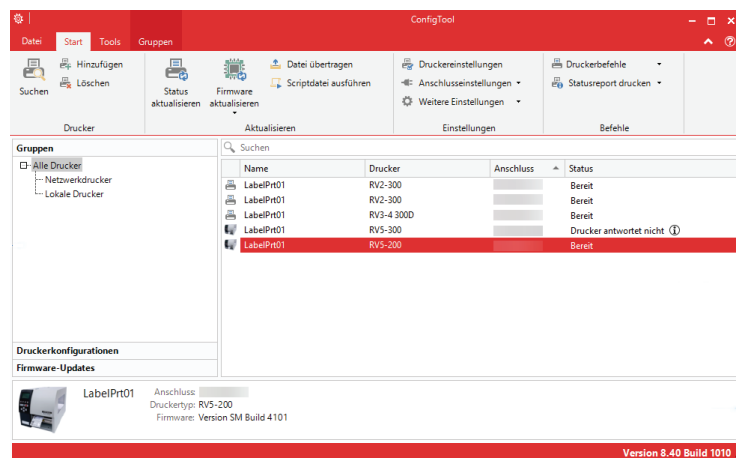 ConfigTool
Datei Start Tools Gruppen
Suchen
Hinzufügen
Löschen
Drucker
Status aktualisieren
Firmware aktualisieren
Datei übertragen
Scriptdatei ausführen
Aktualisieren
Druckereinstellungen
Anschlusseinstellungen
Weitere Einstellungen
Einstellungen
Druckerbefehle
Statusreport drucken
Befehle
Gruppen
Alle Drucker
Netzwerkdrucker
Lokale Drucker
Druckerkonfigurationen
Firmware-Updates
Suchen
Name Drucker Anschluss Status
LabelPrt01 RV2-300 Bereit
LabelPrt01 RV2-300 Bereit
LabelPrt01 RV3-4 300D Bereit
LabelPrt01 RV5-300 Drucker antwortet nicht
LabelPrt01 RV5-200 Bereit
LabelPrt01
Anschluss:
Druckertyp: RV5-200
Firmware: Version SM Build 4101
Version 8.40 Build 1010